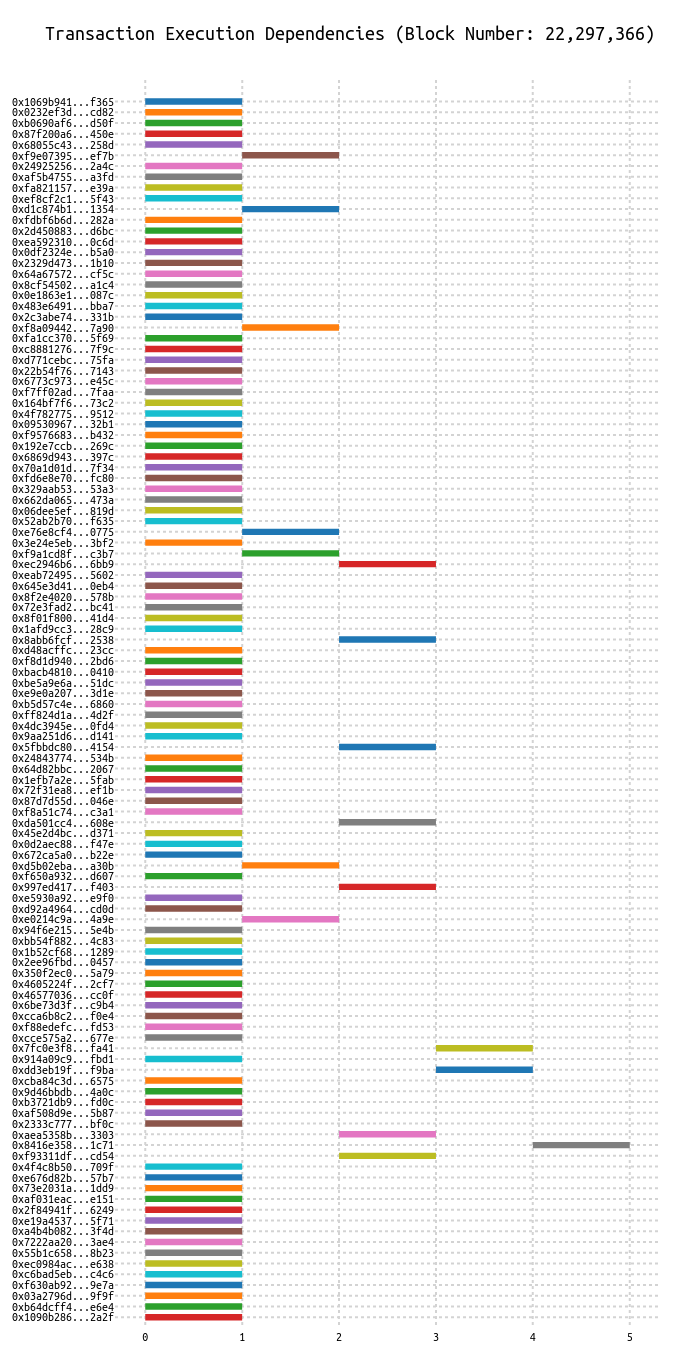 Transaction Execution Dependencies (Block Number: 22,297,366)
0x1069b941...f365
0x0232ef3d...cd82
0xb0690af6...d50f
0x87f200a6...450e
0x68055c43...258d
0xf9e07395...ef7b
0x24925256...2a4c
0xaf5b4755...a3fd
0xfa821157...e39a
0xef8cf2c1...5f43
0xd1c874b1...1354
0xfdbf6b6d...282a
0x2d450883...d6bc
0xea592310...0c6d
0x0df2324e...b5a0
0x2329d473...1b10
0x64a67572...cf5c
0x8cf54502...a1c4
0x0e1863e1...087c
0x483e6491...bba7
0x2c3abe74...331b
0xf8a09442...7a90
0xfa1cc370...5f69
0xc8881276...7f9c
0xd771cebc...75fa
0x22b54f76...7143
0x6773c973...e45c
0xf7ff02ad...7faa
0x164bf7f6...73c2
0x4f782775...9512
0x09530967...32b1
0xf9576683...b432
0x192e7ccb...269c
0x6869d943...397c
0x70a1d01d...7f34
0xfd6e8e70...fc80
0x329aab53...53a3
0x662da065...473a
0x06dee5ef...819d
0x52ab2b70...f635
0xe76e8cf4...0775
0x3e24e5eb...3bf2
0xf9a1cd8f...c3b7
0xec2946b6...6bb9
0xeab72495...5602
0x645e3d41...0eb4
0x8f2e4020...578b
0x72e3fad2...bc41
0x8f01f800...41d4
0x1afd9cc3...28c9
0x8abb6fcf...2538
0xd48acffc...23cc
0xf8d1d940...2bd6
0xbacb4810...0410
0xbe5a9e6a...51dc
0xe9e0a207...3d1e
0xb5d57c4e...6860
0xff824d1a...4d2f
0x4dc3945e...0fd4
0x9aa251d6...d141
0x5fbbdc80...4154
0x24843774...534b
0x64d82bbc...2067
0x1efb7a2e...5fab
0x72f31ea8...ef1b
0x87d7d55d...046e
0xf8a51c74...c3a1
0xda501cc4...608e
0x45e2d4bc...d371
0x0d2aec88...f47e
0x672ca5a0...b22e
0xd5b02eba...a30b
0xf650a932...d607
0x997ed417...f403
0xe5930a92...e9f0
0xd92a4964...cd0d
0xe0214c9a...4a9e
0x94f6e215...5e4b
0xbb54f882...4c83
0x1b52cf68...1289
0x2ee96fbd...0457
0x350f2ec0...5a79
0x4605224f...2cf7
0x46577036...cc0f
0x6be73d3f...c9b4
0xcca6b8c2...f0e4
0xf88edefc...fd53
0xcce575a2...677e
0x7fc0e3f8...fa41
0x914a09c9...fbd1
0xdd3eb19f...f9ba
0xcba84c3d...6575
0x9d46bbdb...4a0c
0xb3721db9...fd0c
0xaf508d9e...5b87
0x2333c777...bf0c
0xaea5358b...3303
0x8416e358...1c71
0xf93311df...cd54
0x4f4c8b50...709f
0xe676d82b...57b7
0x73e2031a...1dd9
0xaf031eac...e151
0x2f84941f...6249
0xe19a4537...5f71
0xa4b4b082...3f4d
0x7222aa20...3ae4
0x55b1c658...8b23
0xec0984ac...e638
0xc6bad5eb...c4c6
0xf630ab92...9e7a
0x03a2796d...9f9f
0xb64dcff4...e6e4
0x1090b286...2a2f
0 1 2 3 4 5